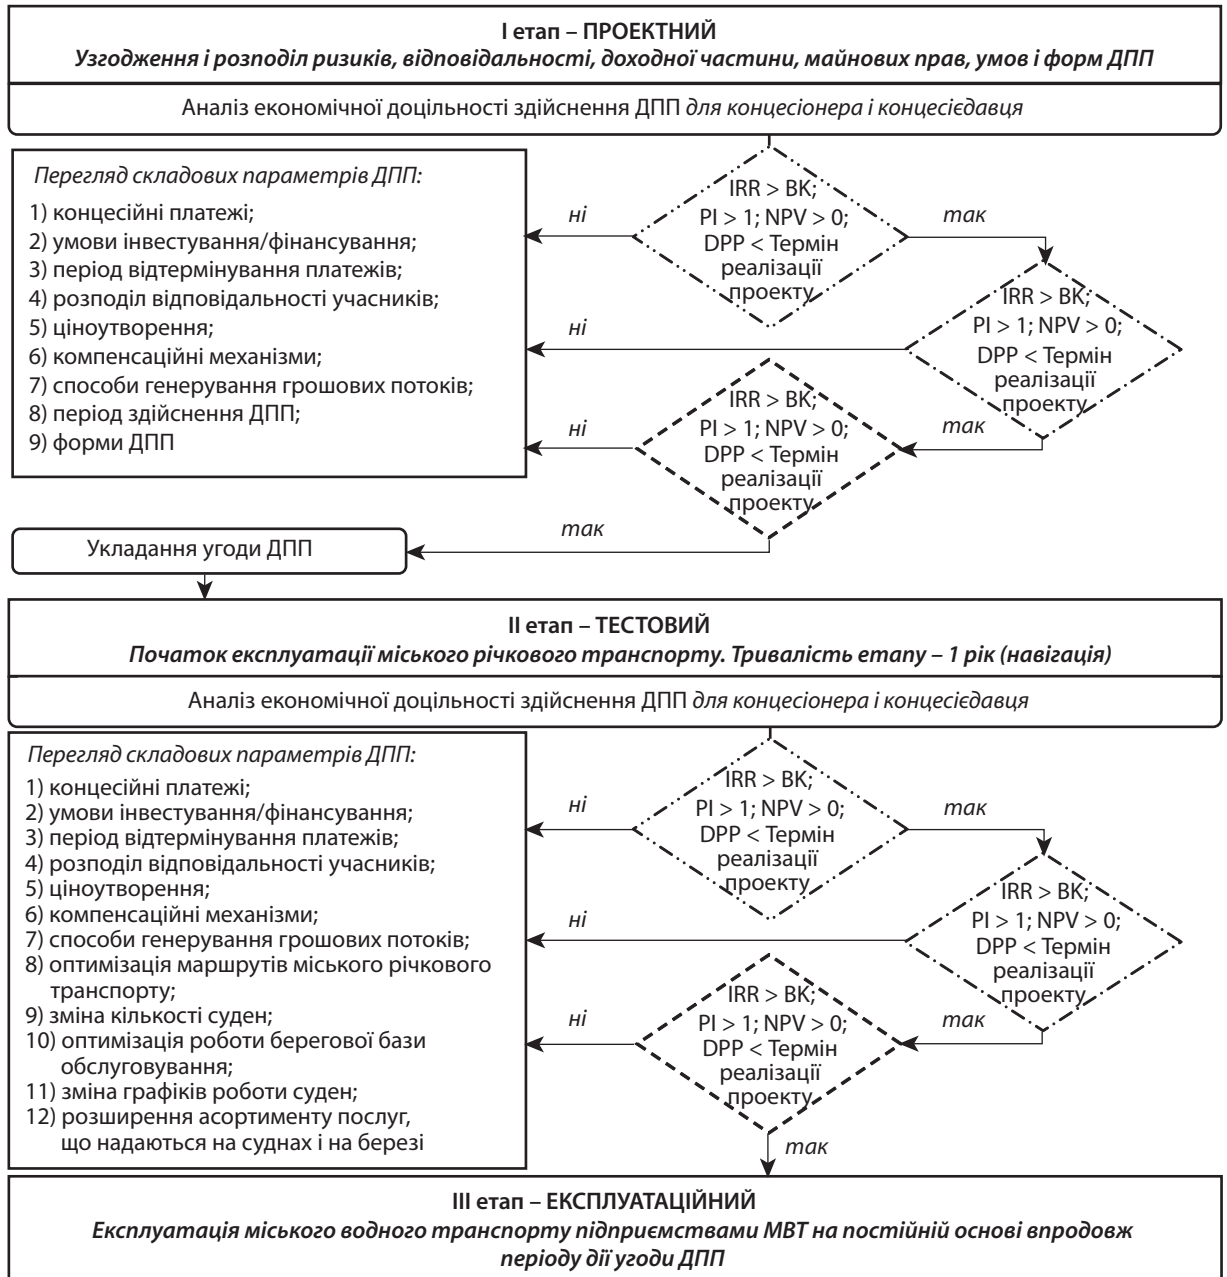 І етап – ПРОЕКТНИЙ
Узгодження і розподіл ризиків, відповідальності, доходної частини, майнових прав, умов і форм ДПП
Аналіз економічної доцільності здійснення ДПП для концесіонера і концесієдавця
Перегляд складових параметрів ДПП:
1) концесійні платежі;
2) умови інвестування/фінансування;
3) період відтермінування платежів;
4) розподіл відповідальності учасників;
5) ціноутворення;
6) компенсаційні механізми;
7) способи генерування грошових потоків;
8) період здійснення ДПП;
9) форми ДПП
ні
IRR > ВК;
PI > 1; NPV > 0;
DPP < Термін
реалізації
проекту
так
ні
IRR > ВК;
PI > 1; NPV > 0;
DPP < Термін
реалізації
проекту
так
ні
IRR > ВК;
PI > 1; NPV > 0;
DPP < Термін
реалізації
проекту
так
Укладання угоди ДПП
ІІ етап – ТЕСТОВИЙ
Початок експлуатації міського річкового транспорту. Тривалість етапу – 1 рік (навігація)
Аналіз економічної доцільності здійснення ДПП для концесіонера і концесієдавця
Перегляд складових параметрів ДПП:
1) концесійні платежі;
2) умови інвестування/фінансування;
3) період відтермінування платежів;
4) розподіл відповідальності учасників;
5) ціноутворення;
6) компенсаційні механізми;
7) способи генерування грошових потоків;
8) оптимізація маршрутів міського річкового
транспорту;
9) зміна кількості суден;
10) оптимізація роботи берегової бази
обслуговування;
11) зміна графіків роботи суден;
12) розширення асортименту послуг,
що надаються на суднах і на березі
ні
IRR > ВК;
PI > 1; NPV > 0;
DPP < Термін
реалізації
проекту
так
ні
IRR > ВК;
PI > 1; NPV > 0;
DPP < Термін
реалізації
проекту
так
ні
IRR > ВК;
PI > 1; NPV > 0;
DPP < Термін
реалізації
проекту
так
ІІІ етап – ЕКСПЛУАТАЦІЙНИЙ
Експлуатація міського водного транспорту підприємствами МВТ на постійній основі впродовж
періоду дії угоди ДПП